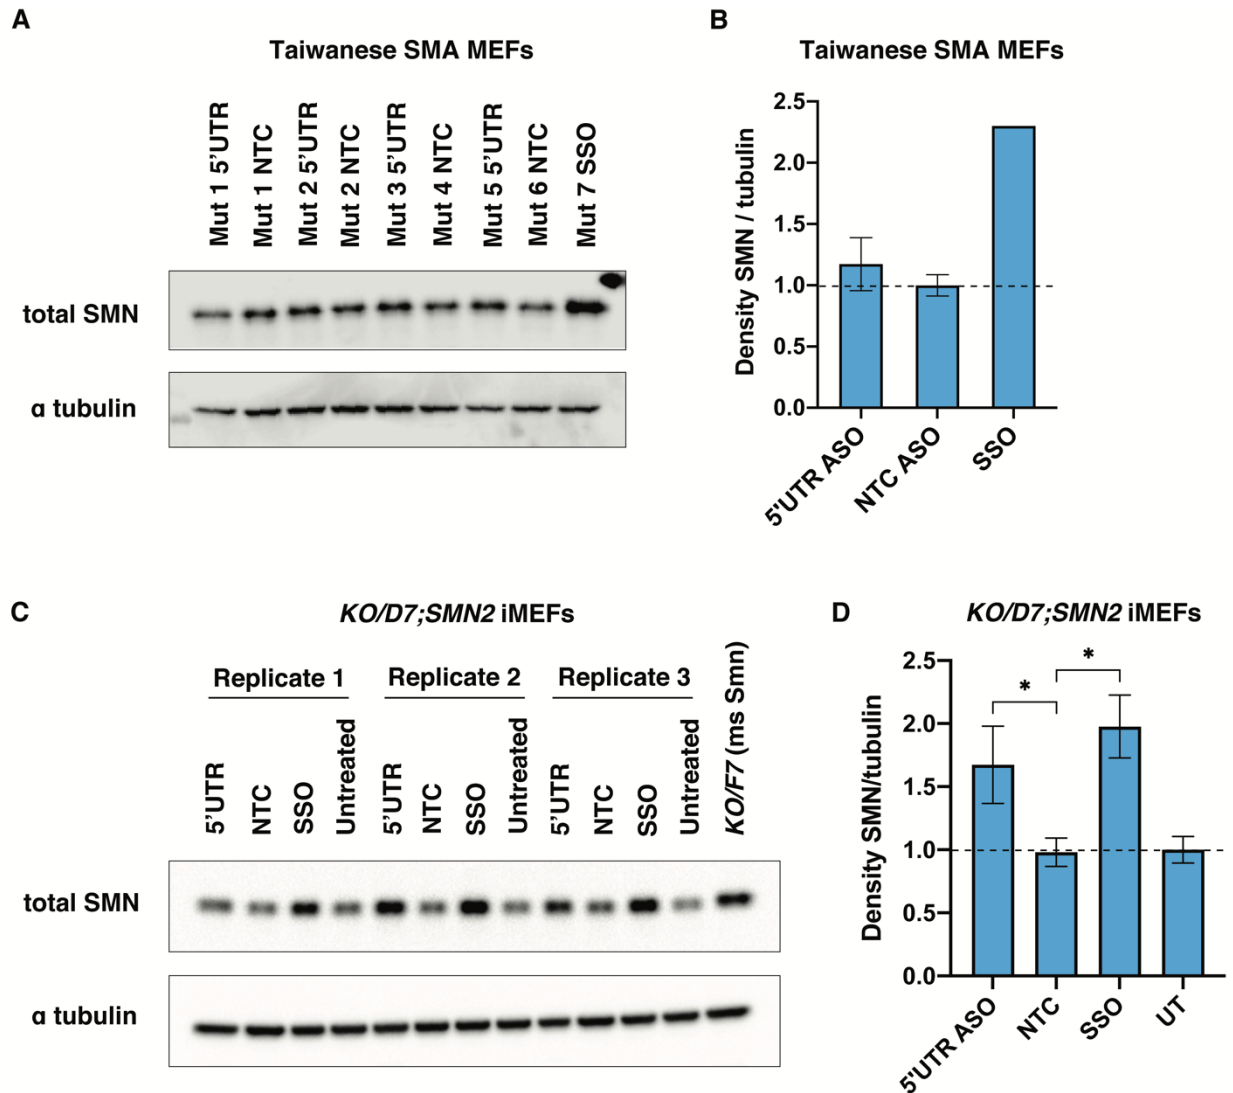 A
Taiwanese SMA MEFs
Mut 1 5’UTR
Mut 1 NTC
Mut 2 5’UTR
Mut 2 NTC
Mut 3 5’UTR
Mut 4 NTC
Mut 5 5’UTR
Mut 6 NTC
Mut 7 SSO
total SMN
α tubulin
B
Taiwanese SMA MEFs
Density SMN / tubulin
2.5
2.0
1.5
1.0
0.5
0.0
5'UTR ASO
NTC ASO
SSO
C
KO/D7;SMN2 iMEFs
Replicate 1
Replicate 2
Replicate 3
5’UTR
NTC
SSO
Untreated
5’UTR
NTC
SSO
Untreated
5’UTR
NTC
SSO
Untreated
KO/F7 (ms Smn)
total SMN
α tubulin
D
KO/D7;SMN2 iMEFs
Density SMN/tubulin
2.5
2.0
1.5
1.0
0.5
0.0
*
*
5'UTR ASO
NTC
SSO
UT